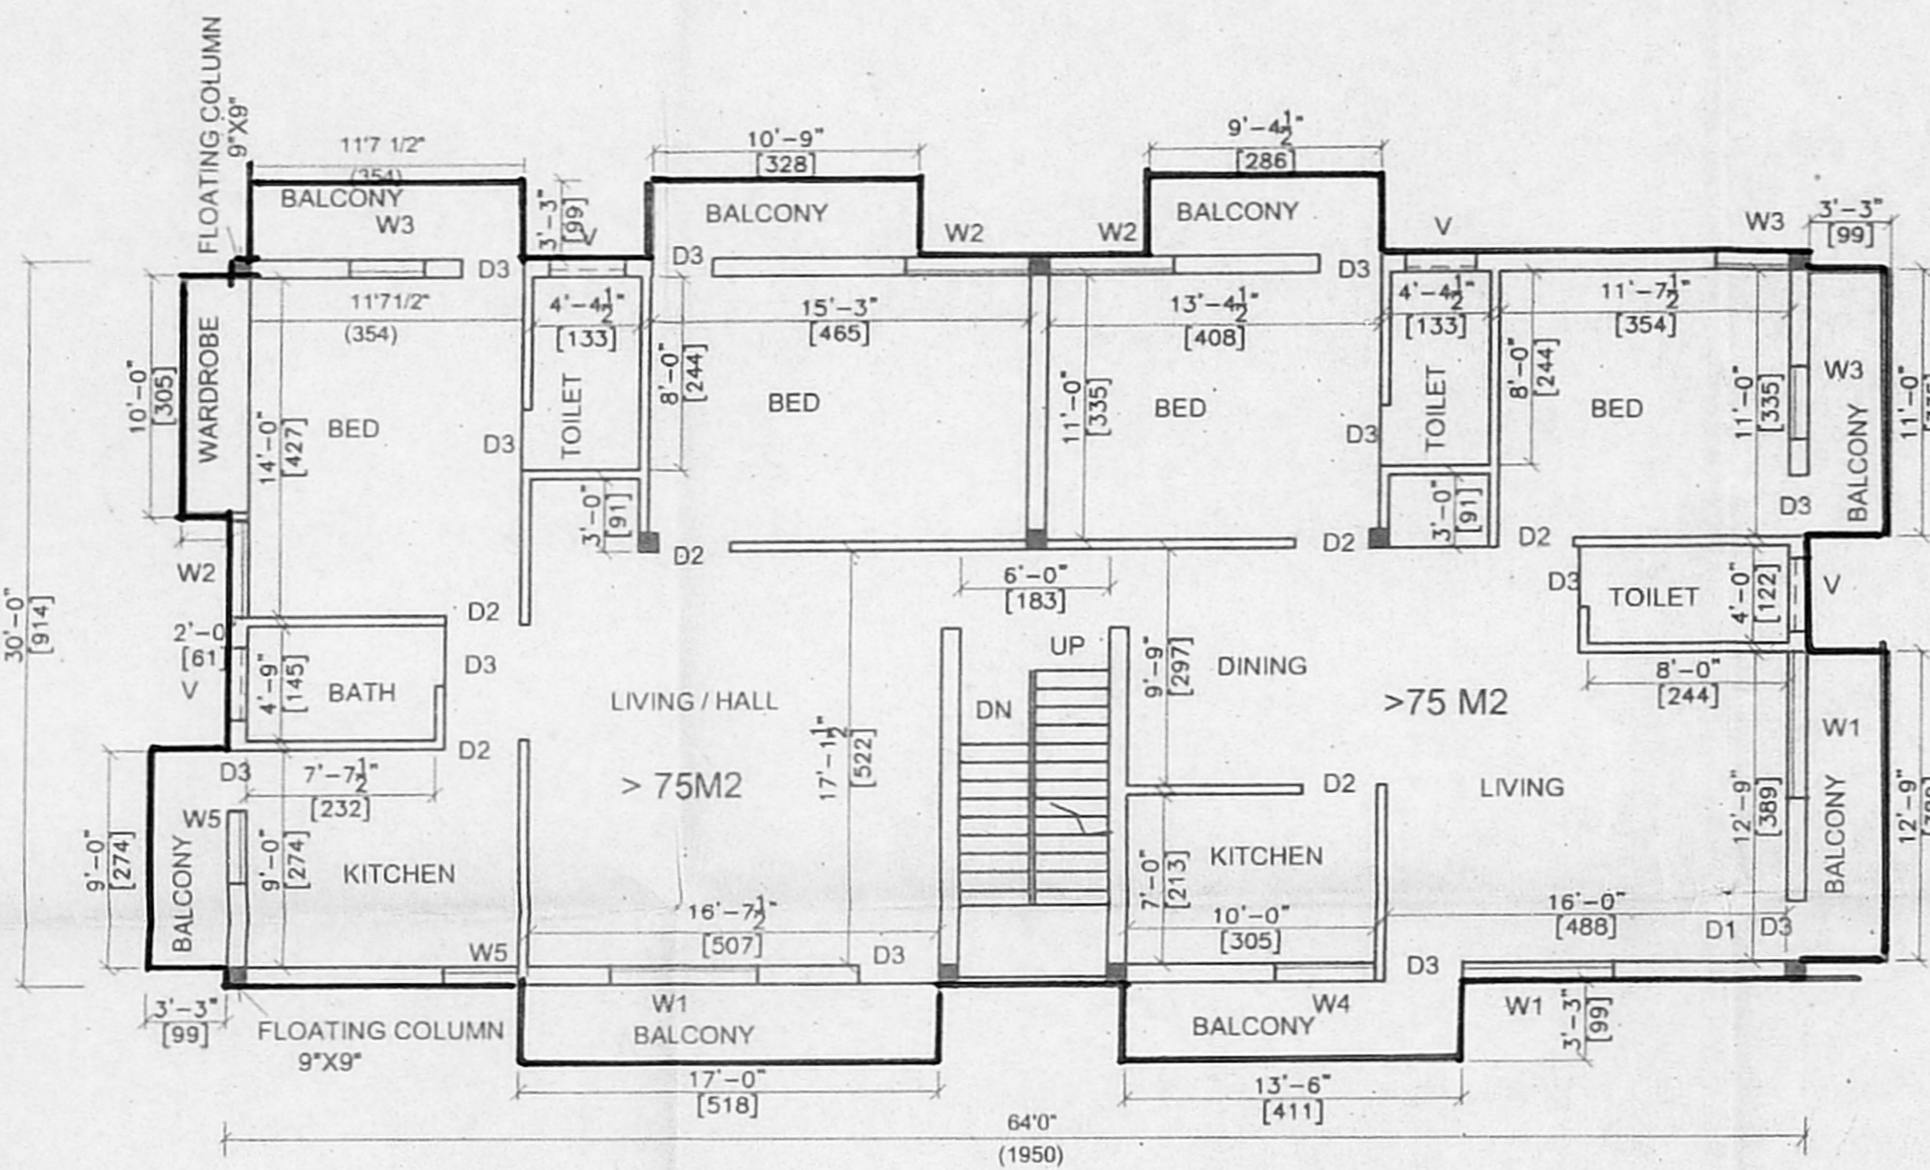 FLOATING COLUMN
9"X9"
11'7 1/2"
(354)
BALCONY
W3
3'-3"
[99]
V
10'-9"
[328]
BALCONY
D3
W2
W2
9'-4½"
[286]
BALCONY
D3
V
W3
3'-3"
[99]
D3
11'7 1/2"
(354)
4'-4½"
[133]
15'-3"
[465]
13'-4½"
[408]
4'-4½"
[133]
11'-7½"
[354]
10'-0"
[305]
WARDROBE
14'-0"
[427]
BED
D3
TOILET
8'-0"
[244]
BED
11'-0"
[335]
BED
D3
TOILET
8'-0"
[244]
BED
11'-0"
[335]
W3
BALCONY
11'-0"
3'-0"
[91]
D2
D2
3'-0"
[91]
D2
D3
30'-0"
[914]
W2
2'-0"
[61]
V
D2
D3
4'-9"
[145]
BATH
D2
6'-0"
[183]
UP
DN
9'-9"
[297]
DINING
D3
TOILET
4'-0"
[122]
V
8'-0"
[244]
LIVING / HALL
> 75M2
17'-1½"
[522]
>75 M2
LIVING
W1
BALCONY
12'-9"
[389]
12'-9"
D3
7'-7½"
[232]
W5
9'-0"
[274]
BALCONY
9'-0"
[274]
KITCHEN
W5
16'-7½"
[507]
D3
D2
KITCHEN
7'-0"
[213]
10'-0"
[305]
16'-0"
[488]
D1
D3
D3
3'-3"
[99]
FLOATING COLUMN
9"X9"
W1
BALCONY
W4
BALCONY
W1
3'-3"
[99]
17'-0"
[518]
13'-6"
[411]
64'0"
(1950)